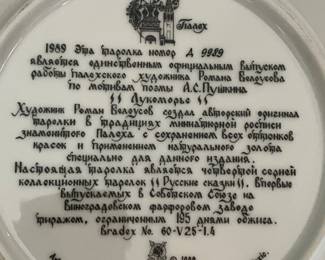 Палех
1989 Эта тарелка номер А 9989
является единственным официальным выпуском
работы палехского художника Романа Белоусова
по мотивам поэмы А.С.Пушкина
"Лукоморье"
Художник Роман Белоусов создал авторский оригинал
тарелки в традициях миниатюрной росписи
знаменитого Палеха с сохранением всех оттенков
красок и применением натурального золота
специально для данного издания.
Настоящая тарелка является четвертой серией
коллекционных тарелок "Русские сказки". Впервые
выпускаемых в Советском Союзе на
Виноградовском фарфоровом заводе
тиражом, ограниченным 195 днями обжига.
Bradex No. 60-V25-1.4